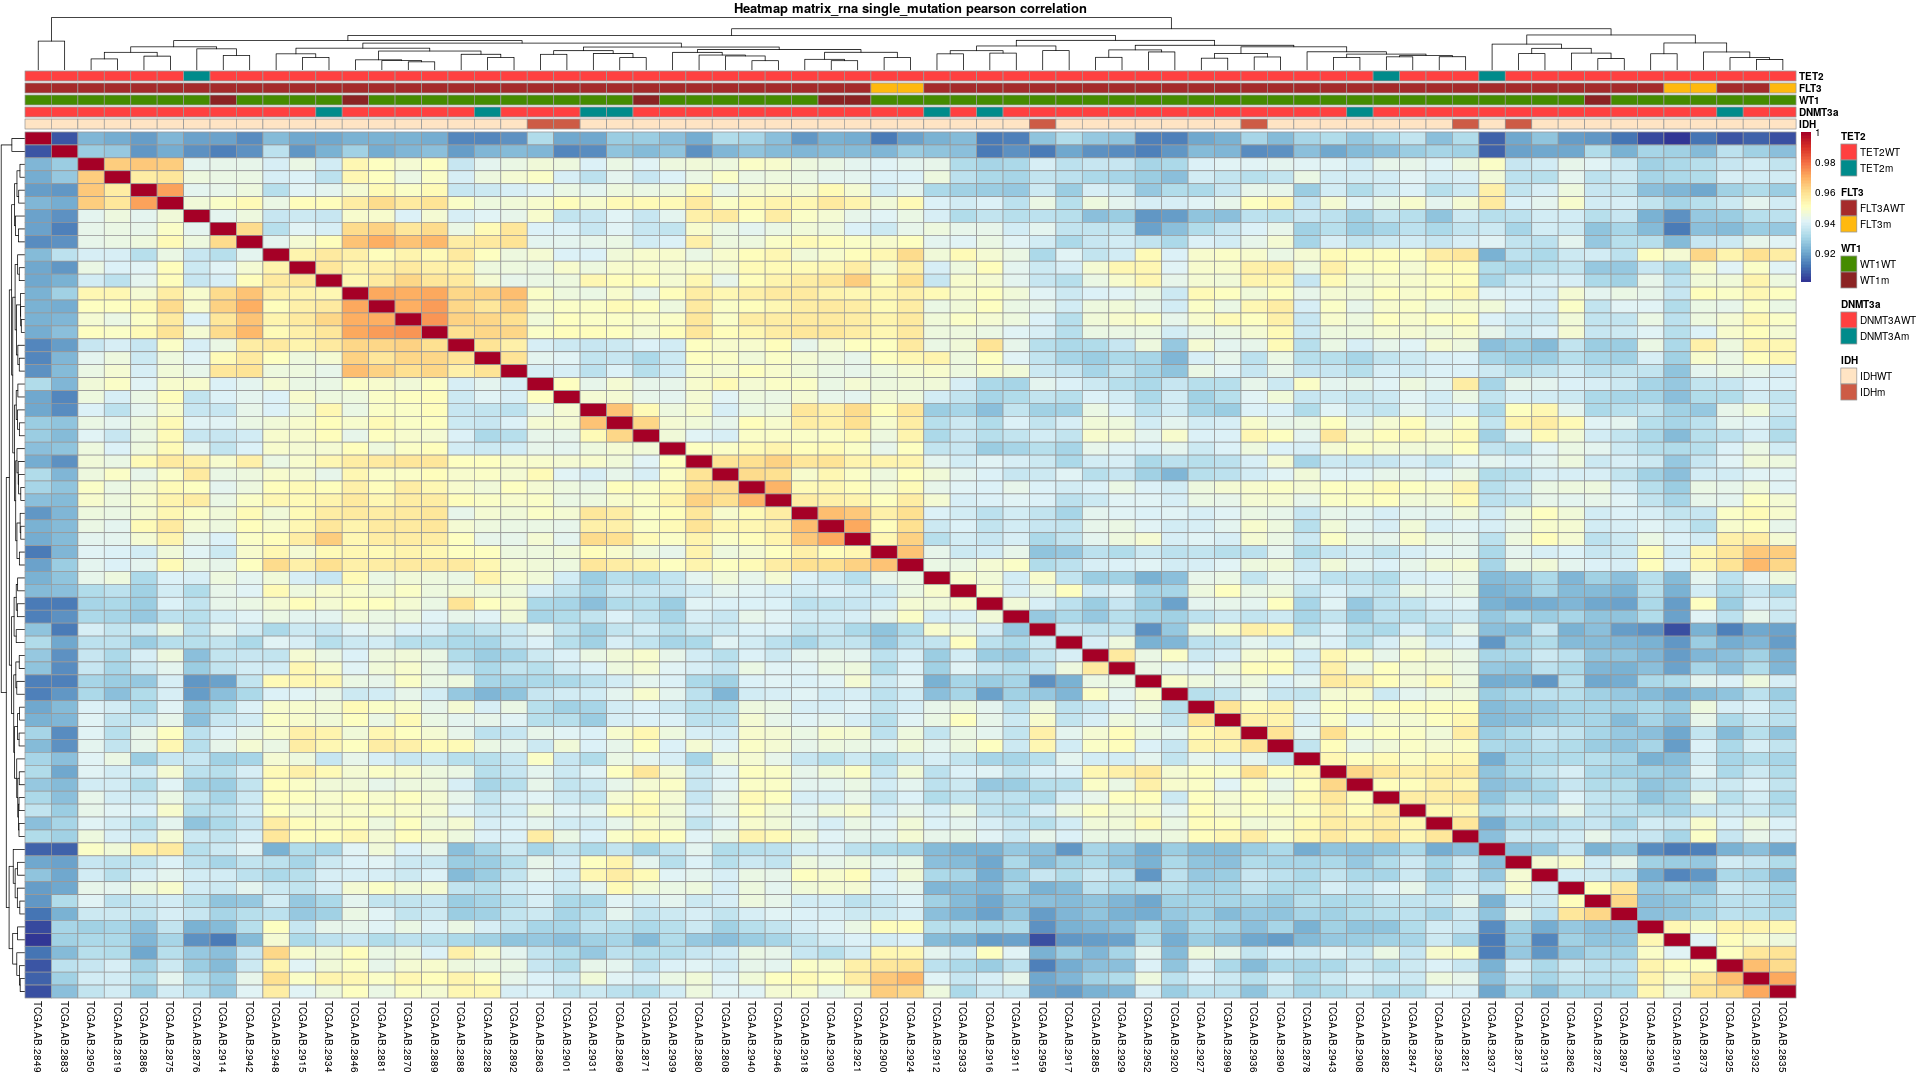 Heatmap matrix_rna single_mutation pearson correlation
TET2
FLT3
WT1
DNMT3a
IDH
1
0.98
0.96
0.94
0.92
TET2
TET2WT
TET2m
FLT3
FLT3AWT
FLT3m
WT1
WT1WT
WT1m
DNMT3a
DNMT3AWT
DNMT3Am
IDH
IDHWT
IDHm
TCGA.AB.2849
TCGA.AB.2883
TCGA.AB.2950
TCGA.AB.2819
TCGA.AB.2886
TCGA.AB.2875
TCGA.AB.2876
TCGA.AB.2914
TCGA.AB.2942
TCGA.AB.2948
TCGA.AB.2915
TCGA.AB.2934
TCGA.AB.2846
TCGA.AB.2881
TCGA.AB.2870
TCGA.AB.2889
TCGA.AB.2888
TCGA.AB.2828
TCGA.AB.2892
TCGA.AB.2863
TCGA.AB.2901
TCGA.AB.2931
TCGA.AB.2869
TCGA.AB.2871
TCGA.AB.2939
TCGA.AB.2880
TCGA.AB.2808
TCGA.AB.2940
TCGA.AB.2946
TCGA.AB.2918
TCGA.AB.2930
TCGA.AB.2921
TCGA.AB.2900
TCGA.AB.2924
TCGA.AB.2912
TCGA.AB.2933
TCGA.AB.2916
TCGA.AB.2911
TCGA.AB.2959
TCGA.AB.2917
TCGA.AB.2885
TCGA.AB.2929
TCGA.AB.2952
TCGA.AB.2920
TCGA.AB.2927
TCGA.AB.2899
TCGA.AB.2936
TCGA.AB.2890
TCGA.AB.2878
TCGA.AB.2943
TCGA.AB.2908
TCGA.AB.2882
TCGA.AB.2847
TCGA.AB.2935
TCGA.AB.2821
TCGA.AB.2937
TCGA.AB.2877
TCGA.AB.2913
TCGA.AB.2862
TCGA.AB.2872
TCGA.AB.2897
TCGA.AB.2956
TCGA.AB.2910
TCGA.AB.2873
TCGA.AB.2925
TCGA.AB.2932
TCGA.AB.2835